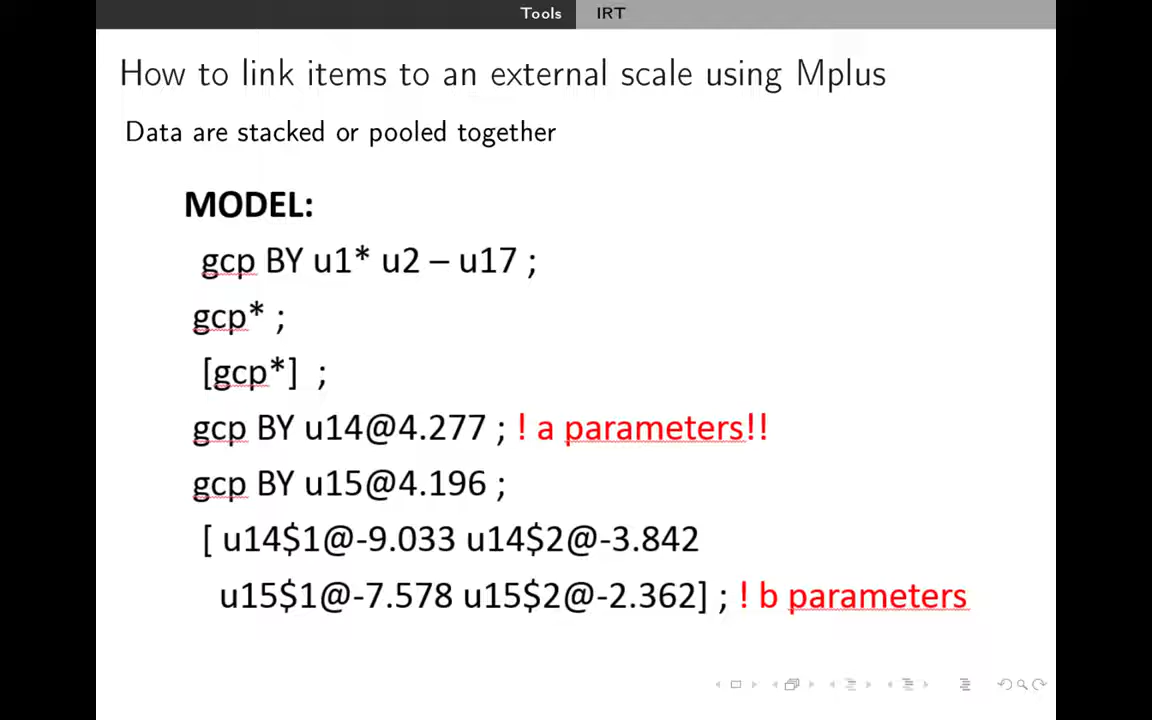 Tools IRT
How to link items to an external scale using Mplus
Data are stacked or pooled together
MODEL:
gcp BY u1* u2 – u17 ;
gcp* ;
[gcp*] ;
gcp BY u14@4.277 ; ! a parameters!!
gcp BY u15@4.196 ;
[ u14$1@-9.033 u14$2@-3.842
u15$1@-7.578 u15$2@-2.362] ; ! b parameters